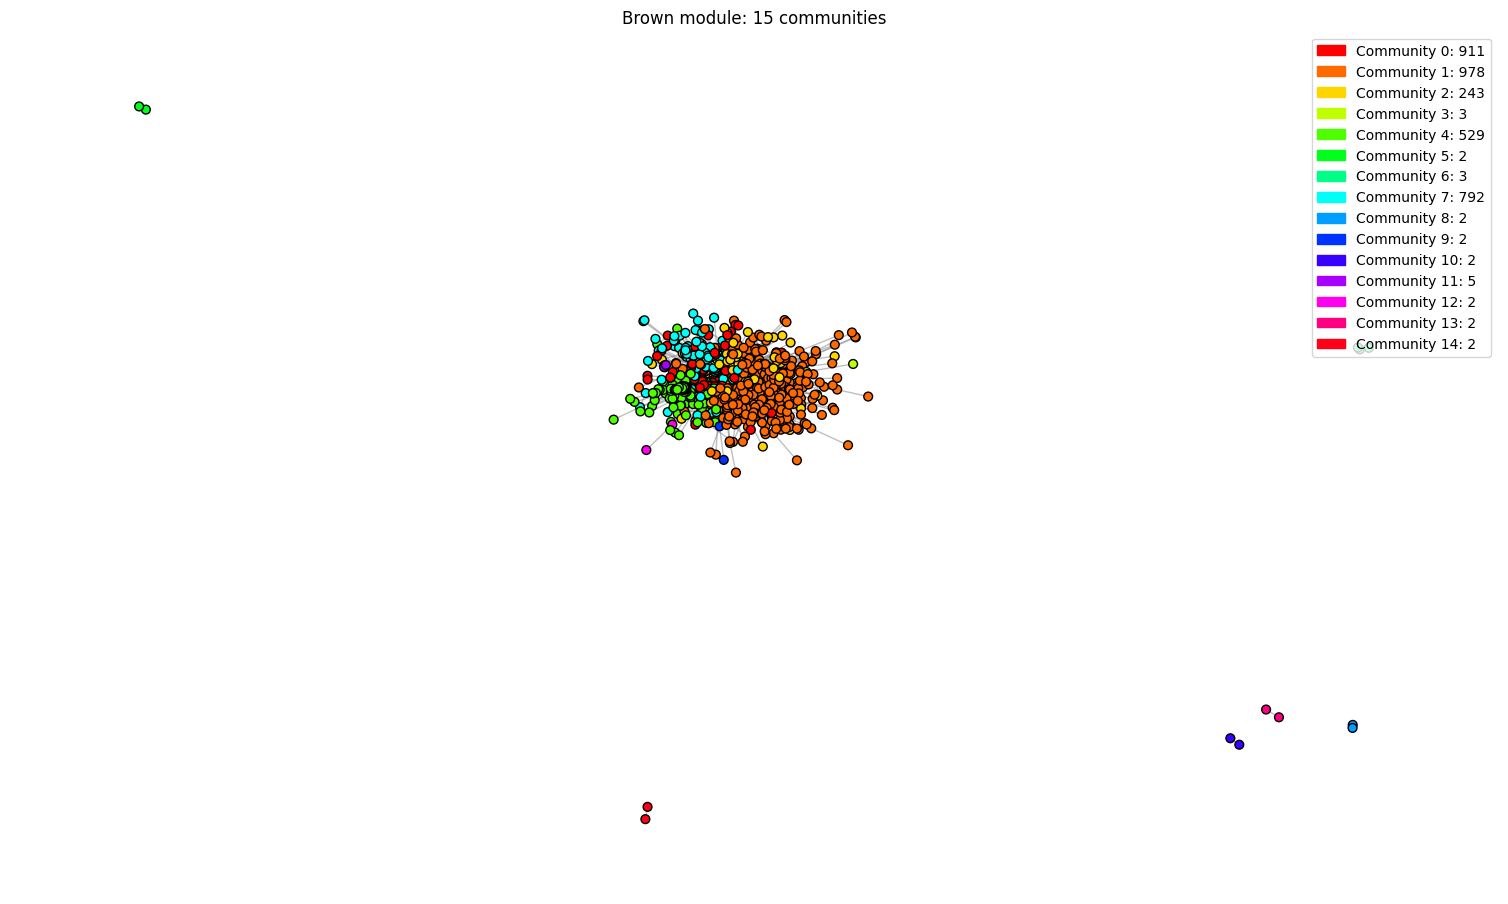 Brown module: 15 communities
Community 0: 911
Community 1: 978
Community 2: 243
Community 3: 3
Community 4: 529
Community 5: 2
Community 6: 3
Community 7: 792
Community 8: 2
Community 9: 2
Community 10: 2
Community 11: 5
Community 12: 2
Community 13: 2
Community 14: 2